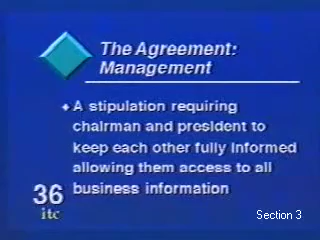 The Agreement:
Management
♦ A stipulation requiring
chairman and president to
keep each other fully informed
allowing them access to all
business information
36
itc
Section 3